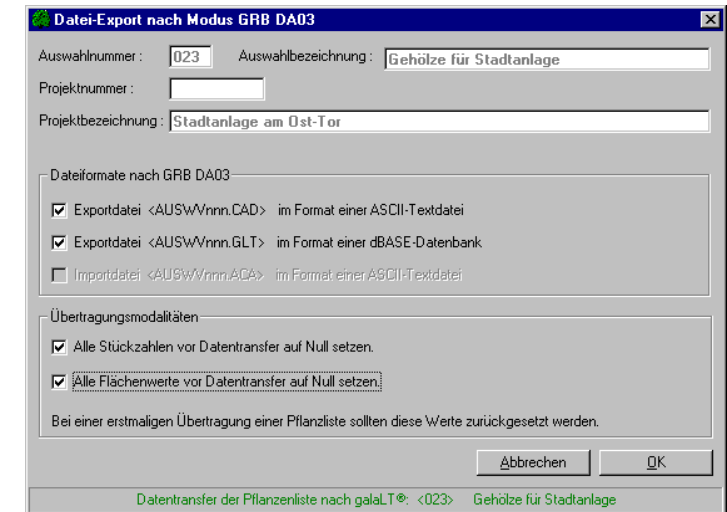 Datei-Export nach Modus GRB DA03
Auswahlnummer : 023 Auswahlbezeichnung : Gehölze für Stadtanlage
Projektnummer :
Projektbezeichnung : Stadtanlage am Ost-Tor
Dateiformate nach GRB DA03
Exportdatei <AUSWVnnn.CAD> im Format einer ASCII-Textdatei
Exportdatei <AUSWVnnn.GLT> im Format einer dBASE-Datenbank
Importdatei <AUSWVnnn.ACA> im Format einer ASCII-Textdatei
Übertragungsmodalitäten
Alle Stückzahlen vor Datentransfer auf Null setzen.
Alle Flächenwerte vor Datentransfer auf Null setzen.
Bei einer erstmaligen Übertragung einer Pflanzliste sollten diese Werte zurückgesetzt werden.
Abbrechen OK
Datentransfer der Pflanzenliste nach galaLT®: <023> Gehölze für Stadtanlage